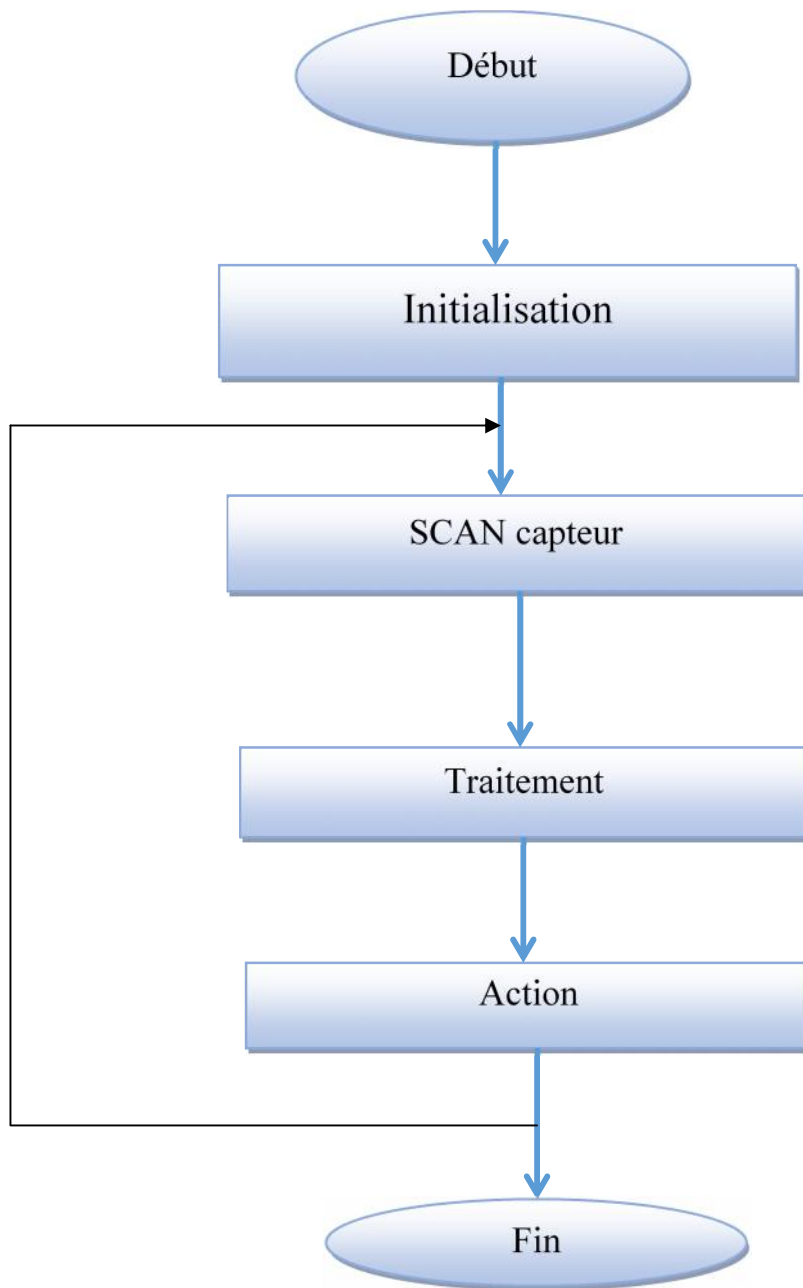 Début
Initialisation
SCAN capteur
Traitement
Action
Fin